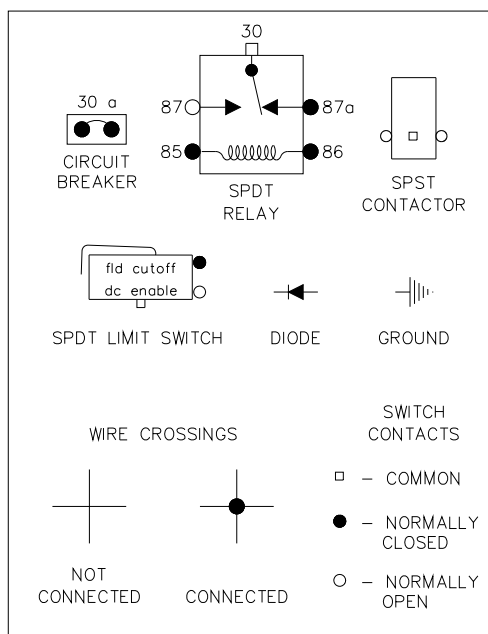 30
30 a
87
87a
85
86
CIRCUIT
BREAKER
SPDT
RELAY
SPST
CONTACTOR
fld cutoff
dc enable
SPDT LIMIT SWITCH
DIODE
GROUND
WIRE CROSSINGS
NOT
CONNECTED
CONNECTED
SWITCH
CONTACTS
– COMMON
– NORMALLY
CLOSED
– NORMALLY
OPEN